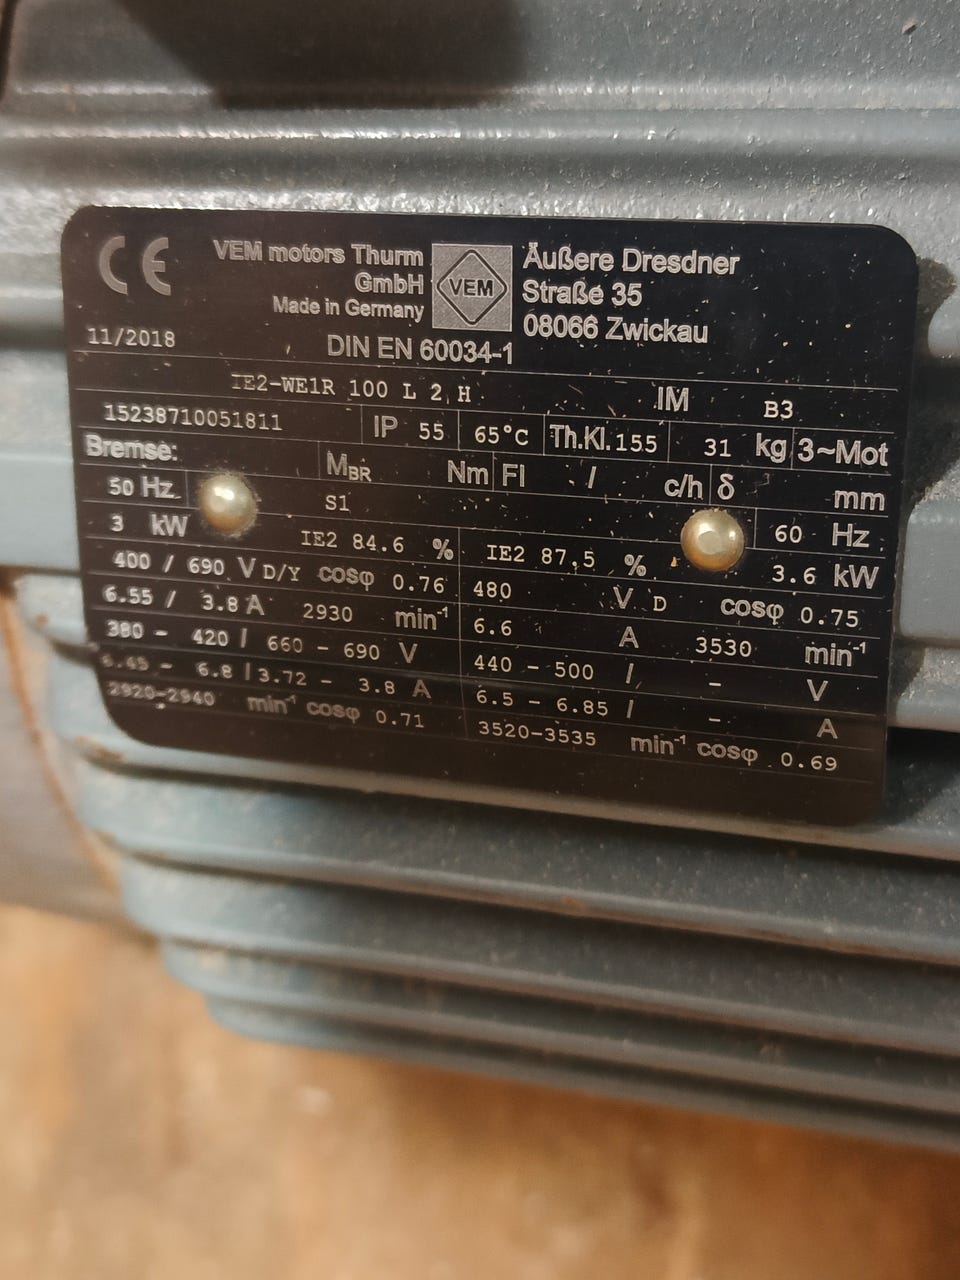 CE
VEM motors Thurm
GmbH
Made in Germany
VEM
Äußere Dresdner
Straße 35
08066 Zwickau
11/2018
DIN EN 60034-1
IE2-WE1R 100 L 2 H IM B3
15238710051811 IP 55 65°C Th.Kl. 155 31 kg 3~Mot
Bremse: MBR Nm Fl / c/h δ mm
50 Hz S1 60 Hz
3 kW IE2 84.6 % IE2 87,5 % 3.6 kW
400 / 690 V D/Y cosφ 0.76 480 V D cosφ 0.75
6.55 / 3.8 A 2930 min-1 6.6 A 3530 min-1
380 - 420 / 660 - 690 V 440 - 500 / - V
6.45 - 6.8 / 3.72 - 3.8 A 6.5 - 6.85 / - A
2920-2940 min-1 cosφ 0.71 3520-3535 min-1 cosφ 0.69